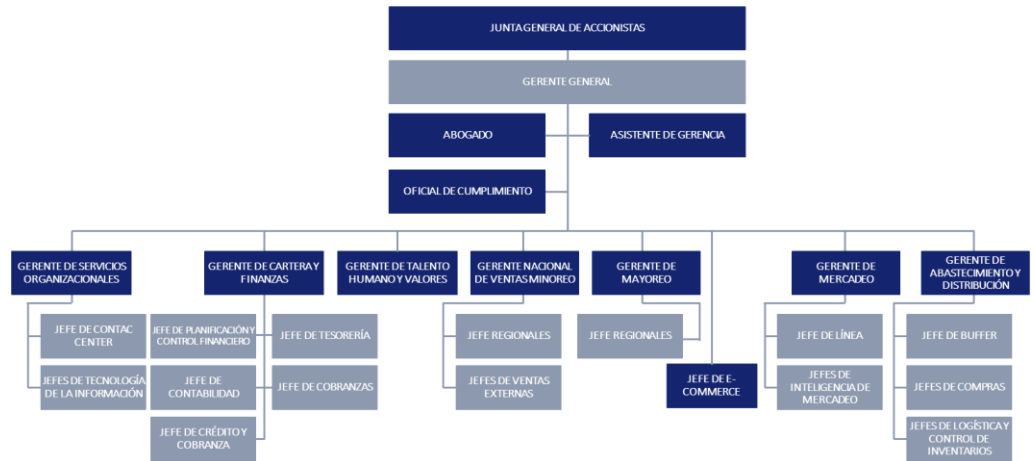 JUNTA GENERAL DE ACCIONISTAS
GERENTE GENERAL
ABOGADO
ASISTENTE DE GERENCIA
OFICIAL DE CUMPLIMIENTO
GERENTE DE SERVICIOS
ORGANIZACIONALES
GERENTE DE CARTERA Y
FINANZAS
GERENTE DE TALENTO
HUMANO Y VALORES
GERENTE NACIONAL
DE VENTAS MINOREO
GERENTE DE
MAYOREO
GERENTE DE
MERCADEO
GERENTE DE
ABASTECIMIENTO Y
DISTRIBUCIÓN
JEFE DE CONTAC
CENTER
JEFE DE PLANIFICACIÓN Y
CONTROL FINANCIERO
JEFE DE TESORERÍA
JEFE REGIONALES
JEFE REGIONALES
JEFE DE LÍNEA
JEFE DE BUFFER
JEFES DE TECNOLOGÍA
DE LA INFORMACIÓN
JEFE DE
CONTABILIDAD
JEFE DE COBRANZAS
JEFES DE VENTAS
EXTERNAS
JEFE DE E-
COMMERCE
JEFES DE
INTELIGENCIA DE
MERCADEO
JEFES DE COMPRAS
JEFE DE CRÉDITO Y
COBRANZA
JEFES DE LOGÍSTICA Y
CONTROL DE
INVENTARIOS